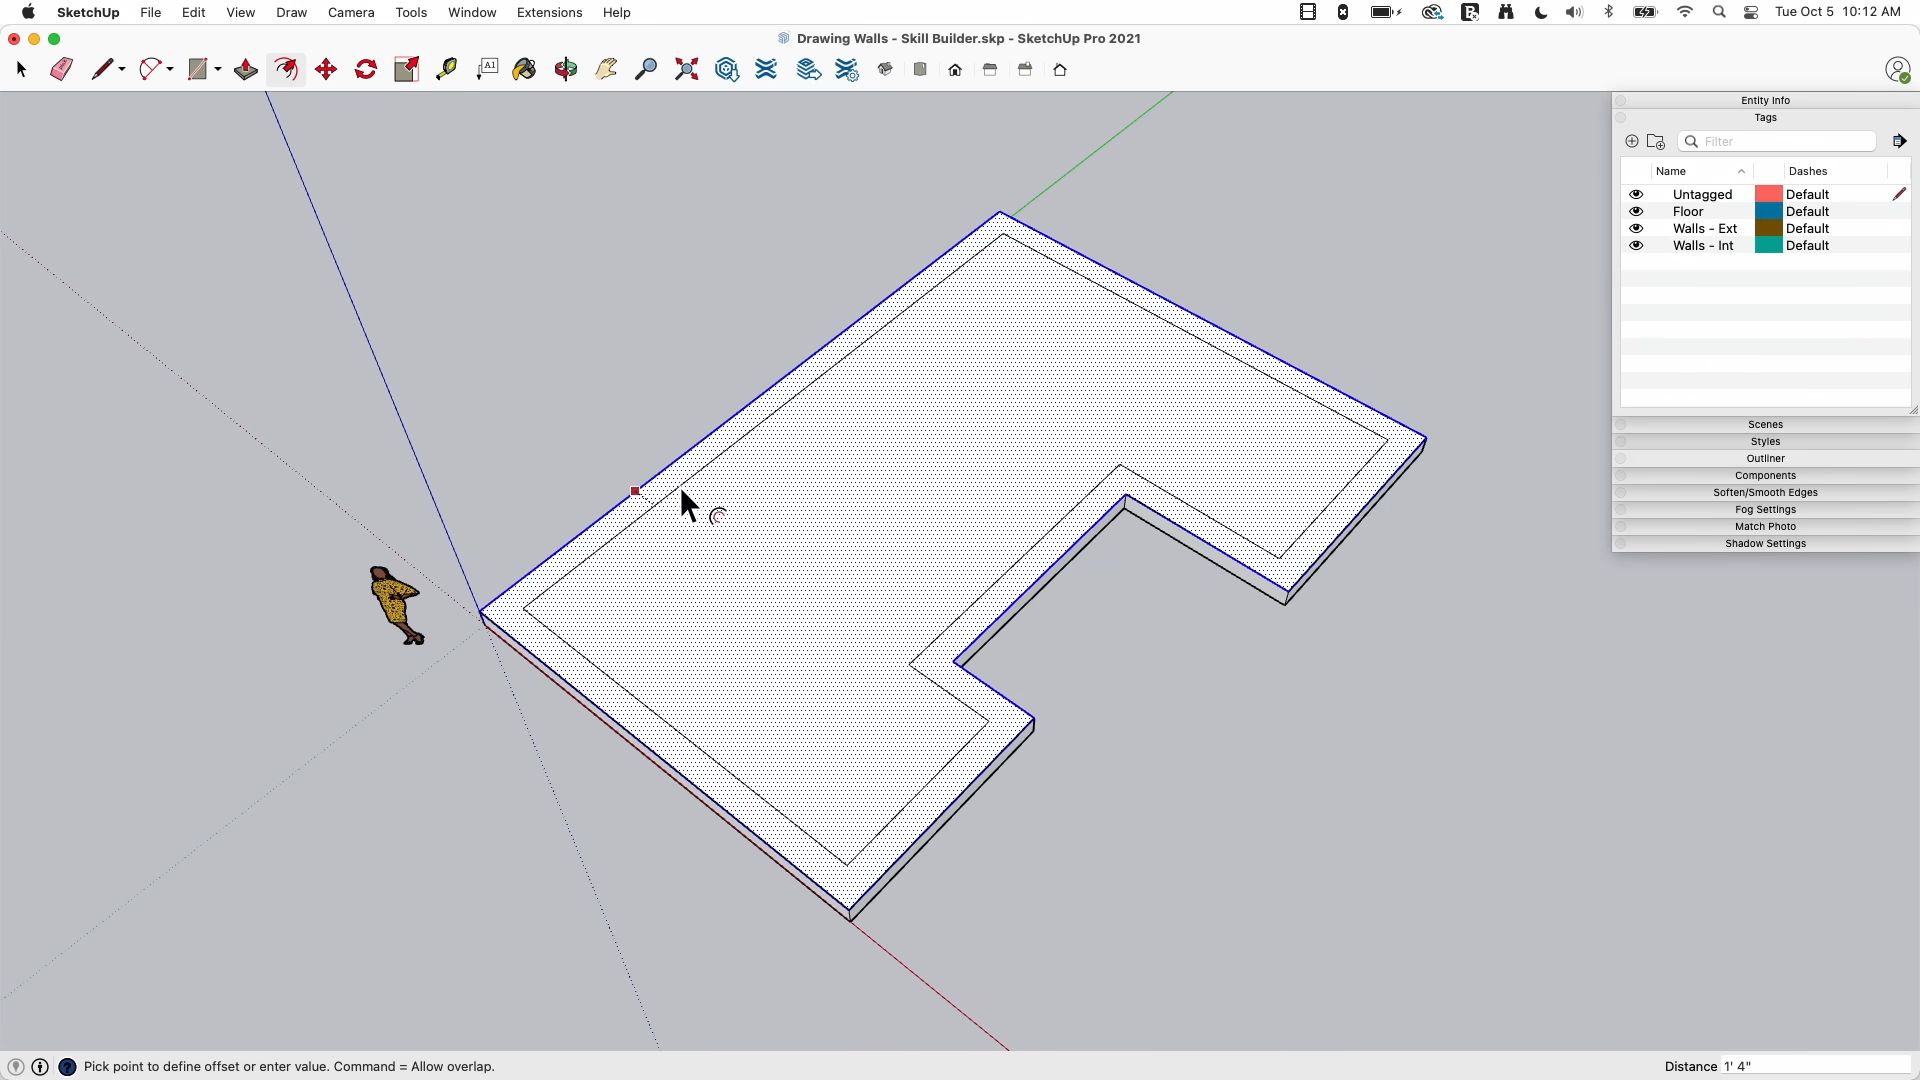 SketchUp File Edit View Draw Camera Tools Window Extensions Help Tue Oct 5 10:12 AM
Drawing Walls - Skill Builder.skp - SketchUp Pro 2021
A1
Entity Info
Tags
Filter
Name Dashes
Untagged Default
Floor Default
Walls - Ext Default
Walls - Int Default
Scenes
Styles
Outliner
Components
Soften/Smooth Edges
Fog Settings
Match Photo
Shadow Settings
Pick point to define offset or enter value. Command = Allow overlap. Distance 1' 4"